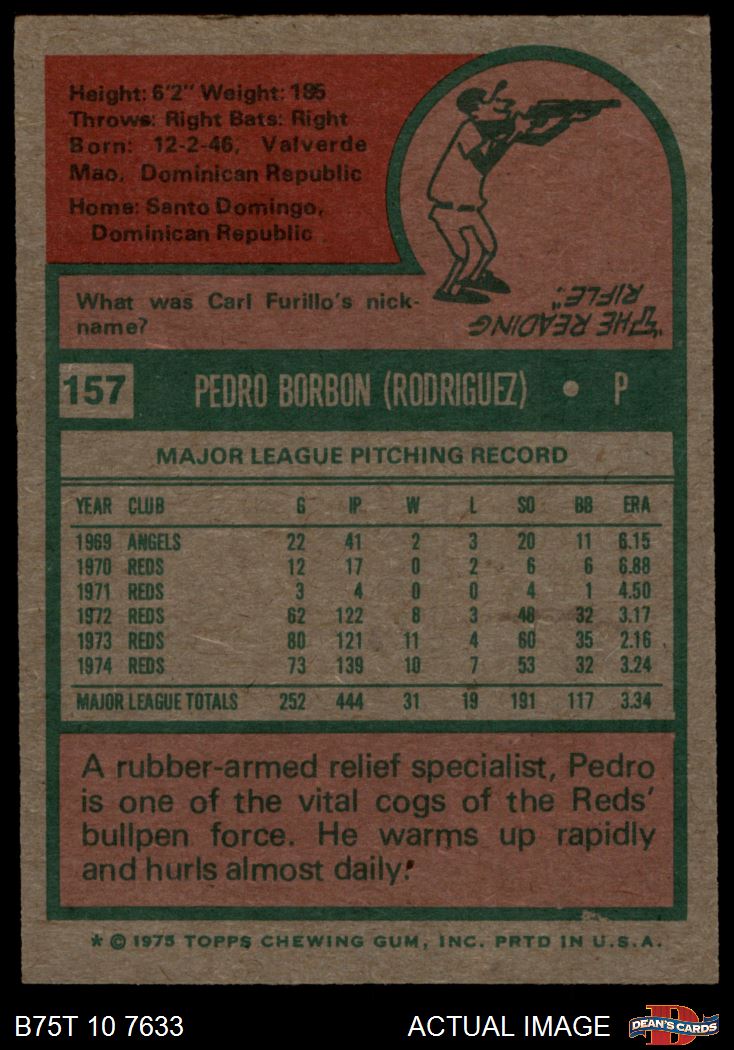 Height: 6'2" Weight: 185
Throws: Right Bats: Right
Born: 12-2-46, Valverde
Mao, Dominican Republic
Home: Santo Domingo,
Dominican Republic
What was Carl Furillo's nick-
name?
"THE READING
RIFLE."
157 PEDRO BORBON (RODRIGUEZ) • P
MAJOR LEAGUE PITCHING RECORD
YEAR CLUB G IP W L SO BB ERA
1969 ANGELS 22 41 2 3 20 11 6.15
1970 REDS 12 17 0 2 6 6 6.88
1971 REDS 3 4 0 0 4 1 4.50
1972 REDS 62 122 8 3 48 32 3.17
1973 REDS 80 121 11 4 60 35 2.16
1974 REDS 73 139 10 7 53 32 3.24
MAJOR LEAGUE TOTALS 252 444 31 19 191 117 3.34
A rubber-armed relief specialist, Pedro
is one of the vital cogs of the Reds'
bullpen force. He warms up rapidly
and hurls almost daily.
* © 1975 TOPPS CHEWING GUM, INC. PRTD IN U.S.A.
B75T 10 7633 ACTUAL IMAGE DEAN'S CARDS